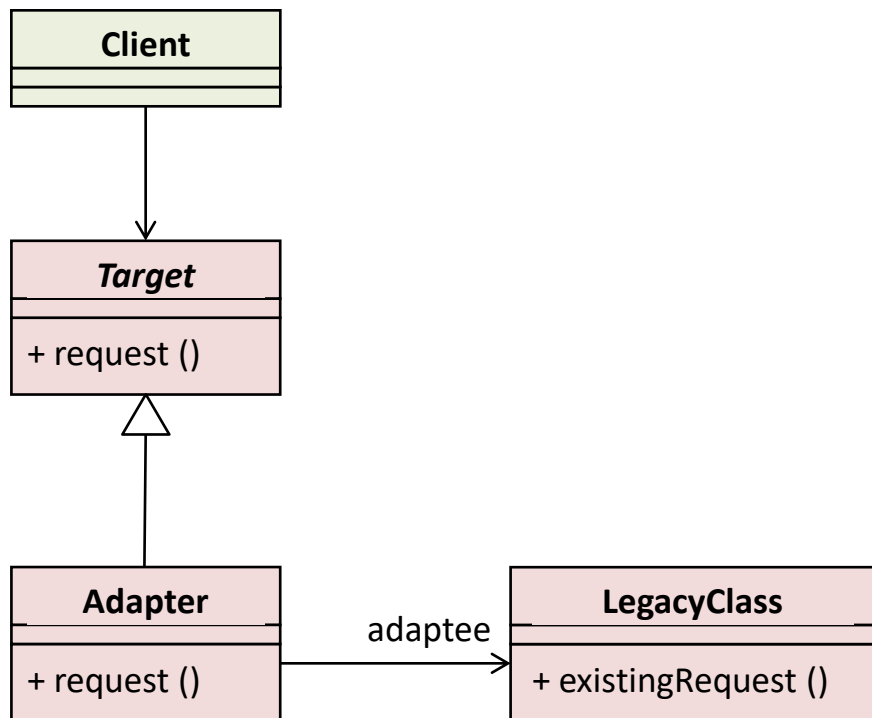 Client
Target
+ request ()
Adapter
+ request ()
adaptee
LegacyClass
+ existingRequest ()